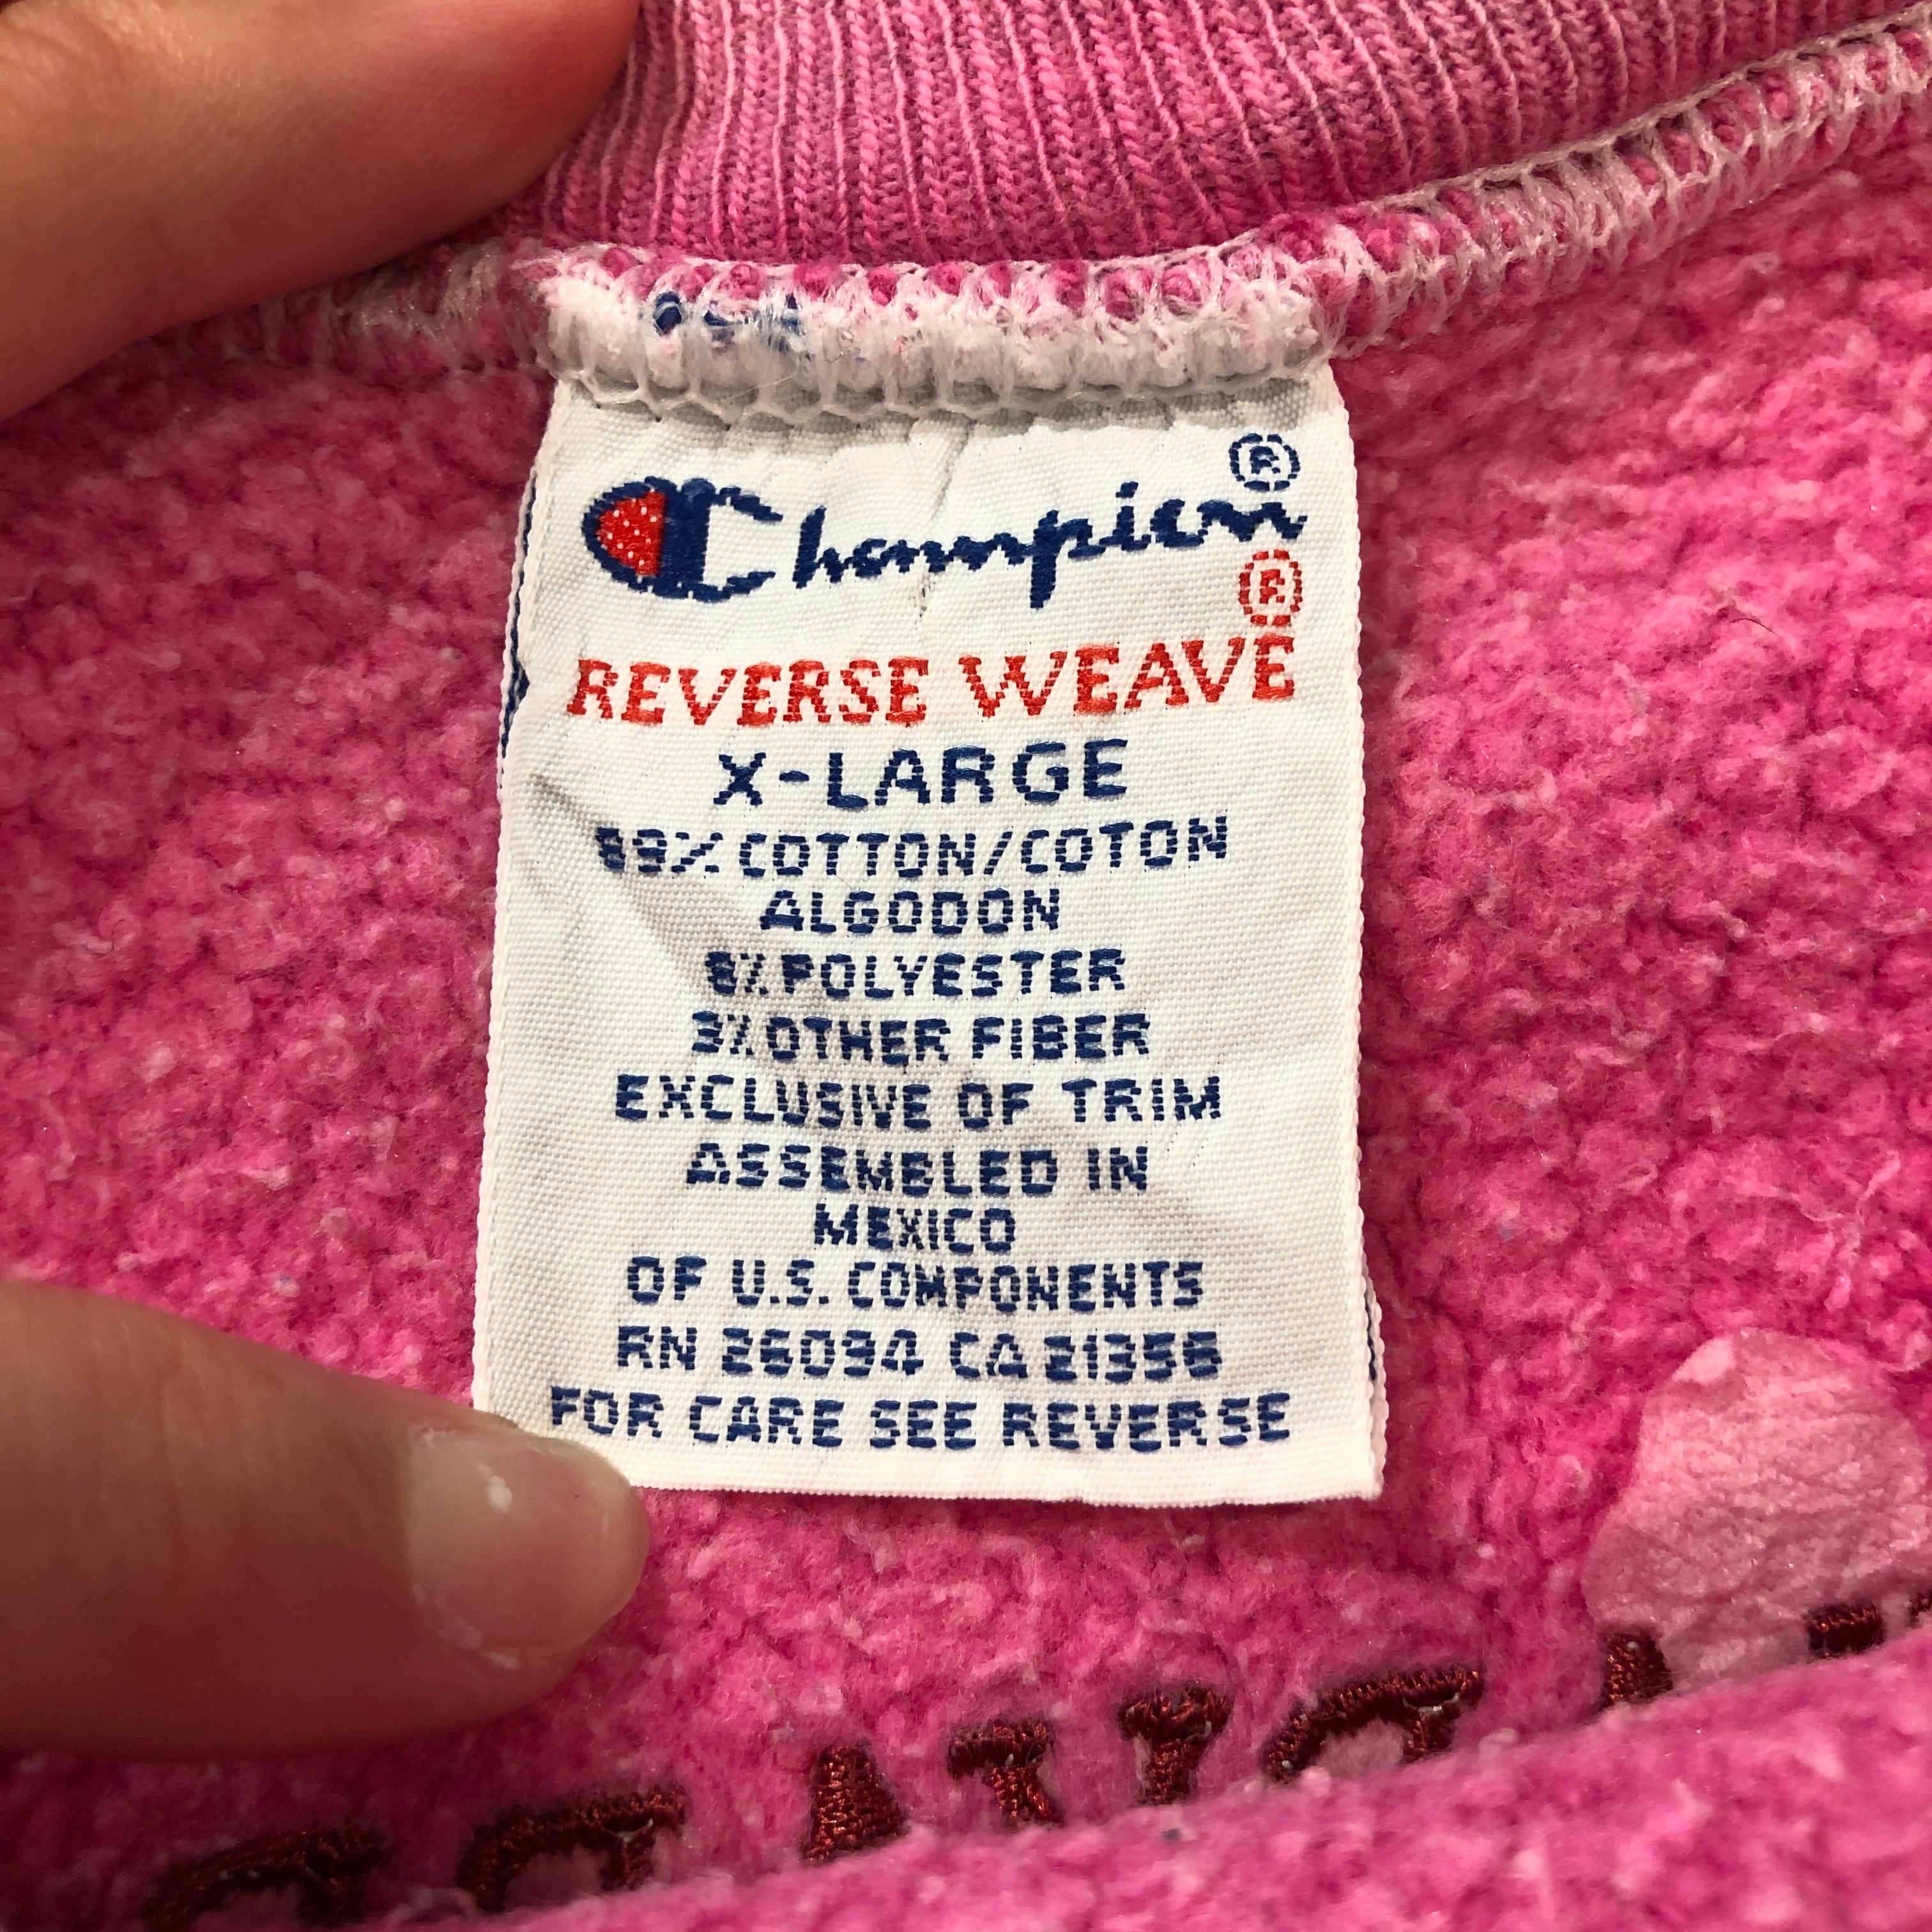 Champion®
REVERSE WEAVE®
X-LARGE
89% COTTON/COTON
ALGODON
8% POLYESTER
3% OTHER FIBER
EXCLUSIVE OF TRIM
ASSEMBLED IN
MEXICO
OF U.S. COMPONENTS
RN 26094 CA 21356
FOR CARE SEE REVERSE